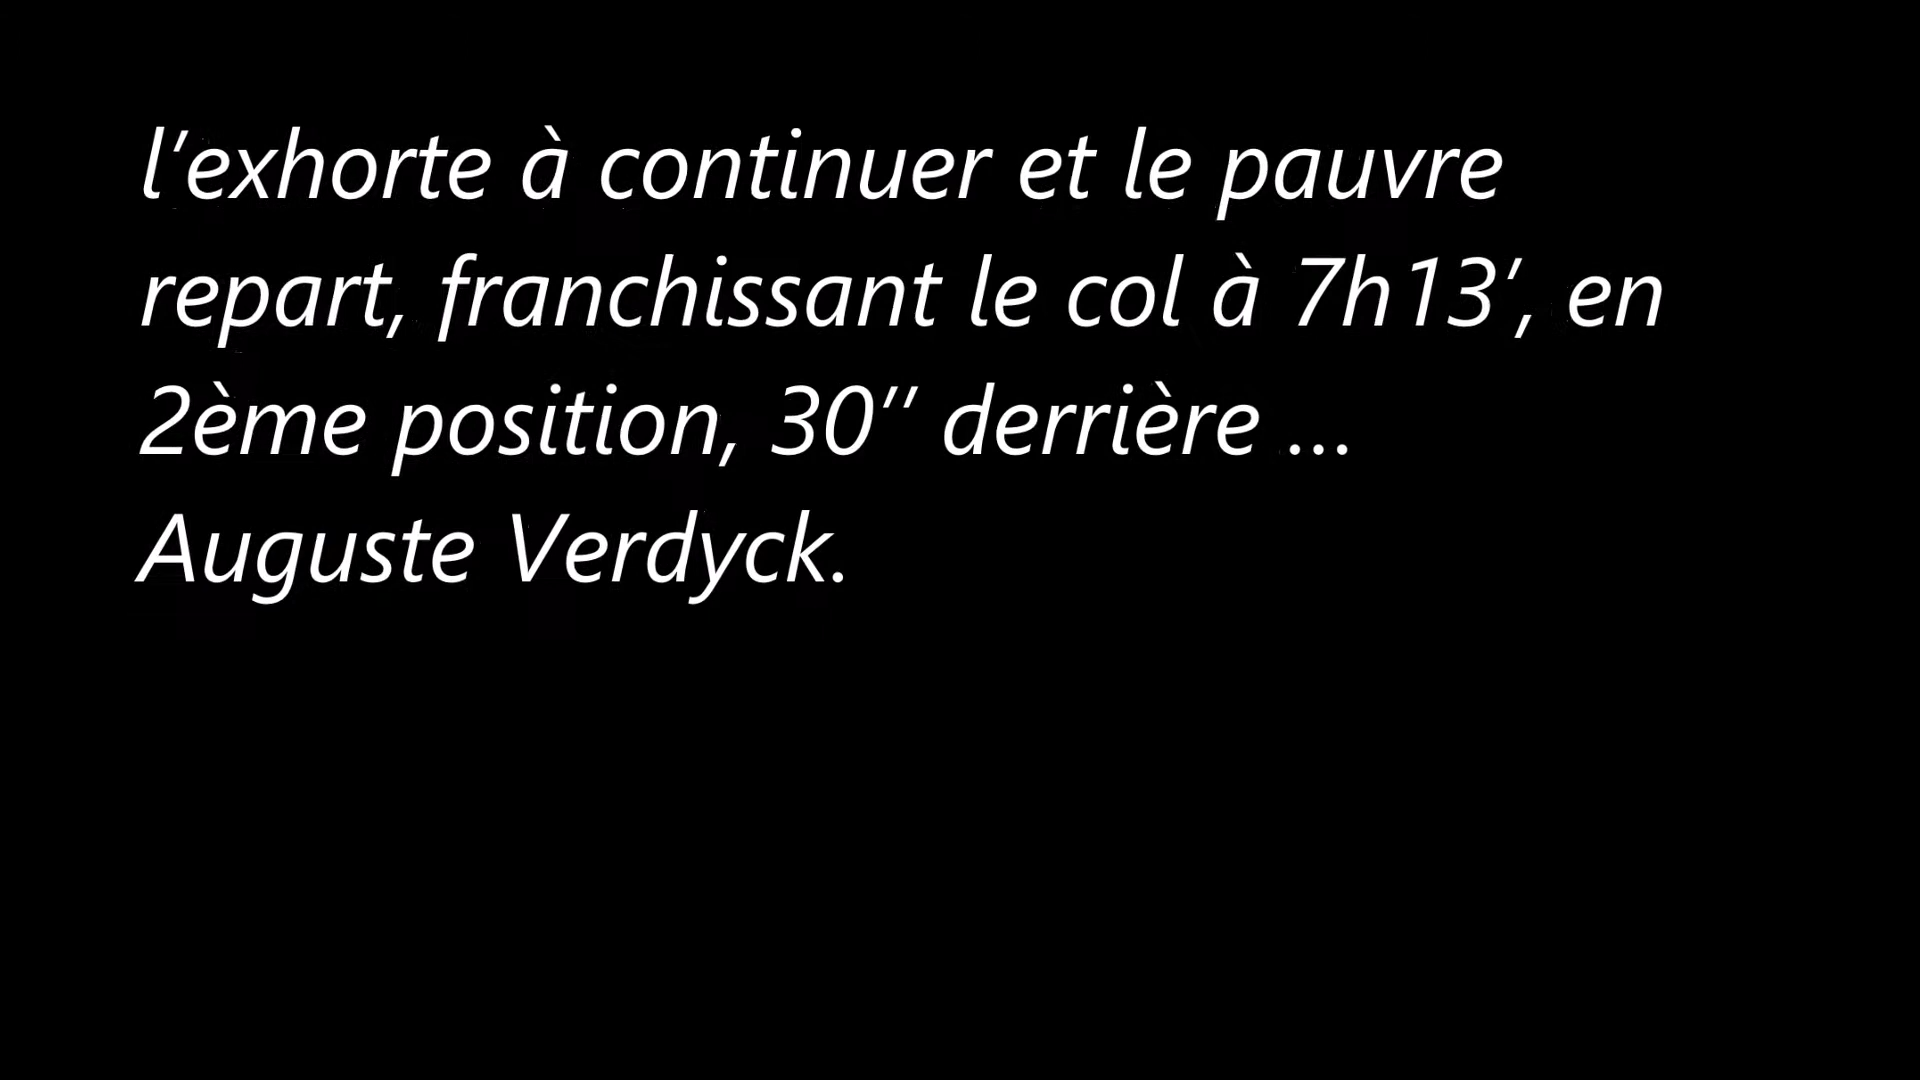 l’exhorte à continuer et le pauvre
repart, franchissant le col à 7h13’, en
2ème position, 30’’ derrière …
Auguste Verdyck.